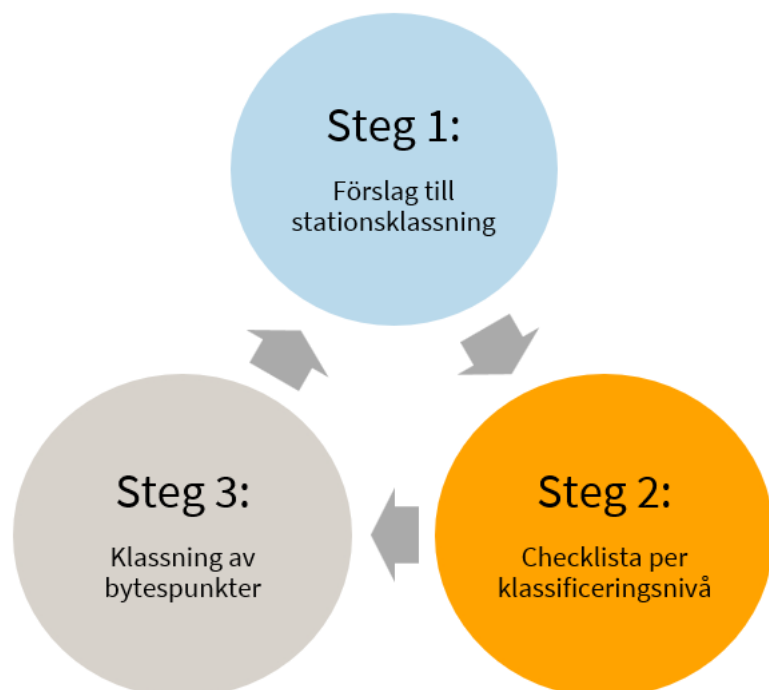 Steg 1:
Förslag till
stationsklassning
Steg 2:
Checklista per
klassificeringsnivå
Steg 3:
Klassning av
bytespunkter